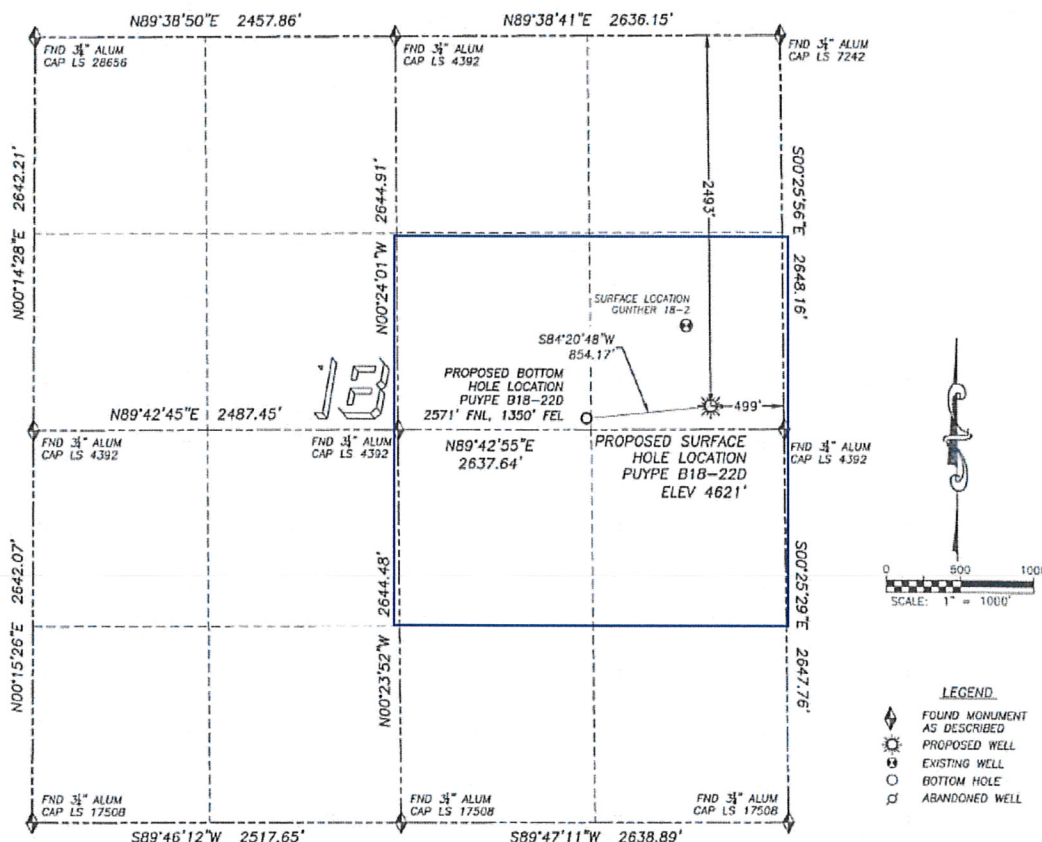 N89°38'50"E 2457.86'
N89°38'41"E 2636.15'
FND 3¼" ALUM
CAP LS 28656
FND 3¼" ALUM
CAP LS 4392
FND 3¼" ALUM
CAP LS 7242
N00°14'28"E 2642.21'
N00°24'01"W 2644.91'
2493'
S00°25'56"E 2648.16'
SURFACE LOCATION
GUNTHER 18-2
S84°20'48"W
854.17'
PROPOSED BOTTOM
HOLE LOCATION
PUYPE B18-22D
2571' FNL, 1350' FEL
18
499'
N89°42'45"E 2487.45'
FND 3¼" ALUM
CAP LS 4392
FND 3¼" ALUM
CAP LS 4392
N89°42'55"E
2637.64'
PROPOSED SURFACE
HOLE LOCATION
PUYPE B18-22D
ELEV 4621'
FND 3¼" ALUM
CAP LS 4392
N00°15'26"E 2642.07'
N00°23'52"W 2644.48'
S00°25'29"E 2647.76'
0 500 1000
SCALE: 1" = 1000'
LEGEND
FOUND MONUMENT
AS DESCRIBED
PROPOSED WELL
EXISTING WELL
BOTTOM HOLE
ABANDONED WELL
FND 3¼" ALUM
CAP LS 17508
FND 3¼" ALUM
CAP LS 17508
FND 3¼" ALUM
CAP LS 17508
S89°46'12"W 2517.65'
S89°47'11"W 2638.89'